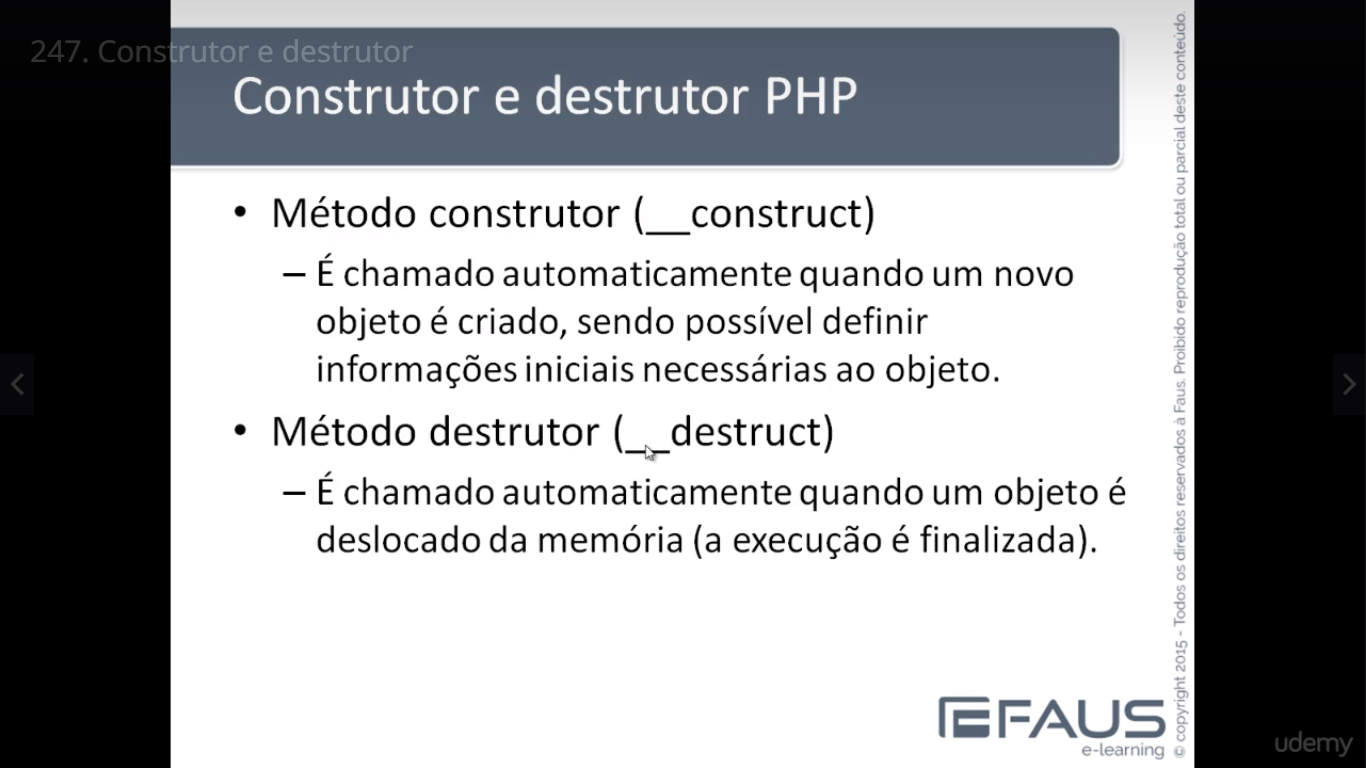 247. Construtor e destrutor
Construtor e destrutor PHP
• Método construtor (__construct)
– É chamado automaticamente quando um novo
objeto é criado, sendo possível definir
informações iniciais necessárias ao objeto.
• Método destrutor (__destruct)
– É chamado automaticamente quando um objeto é
deslocado da memória (a execução é finalizada).
FAUS
e-learning
© copyright 2015 - Todos os direitos reservados à Faus. Proibido reprodução total ou parcial deste conteúdo.
udemy